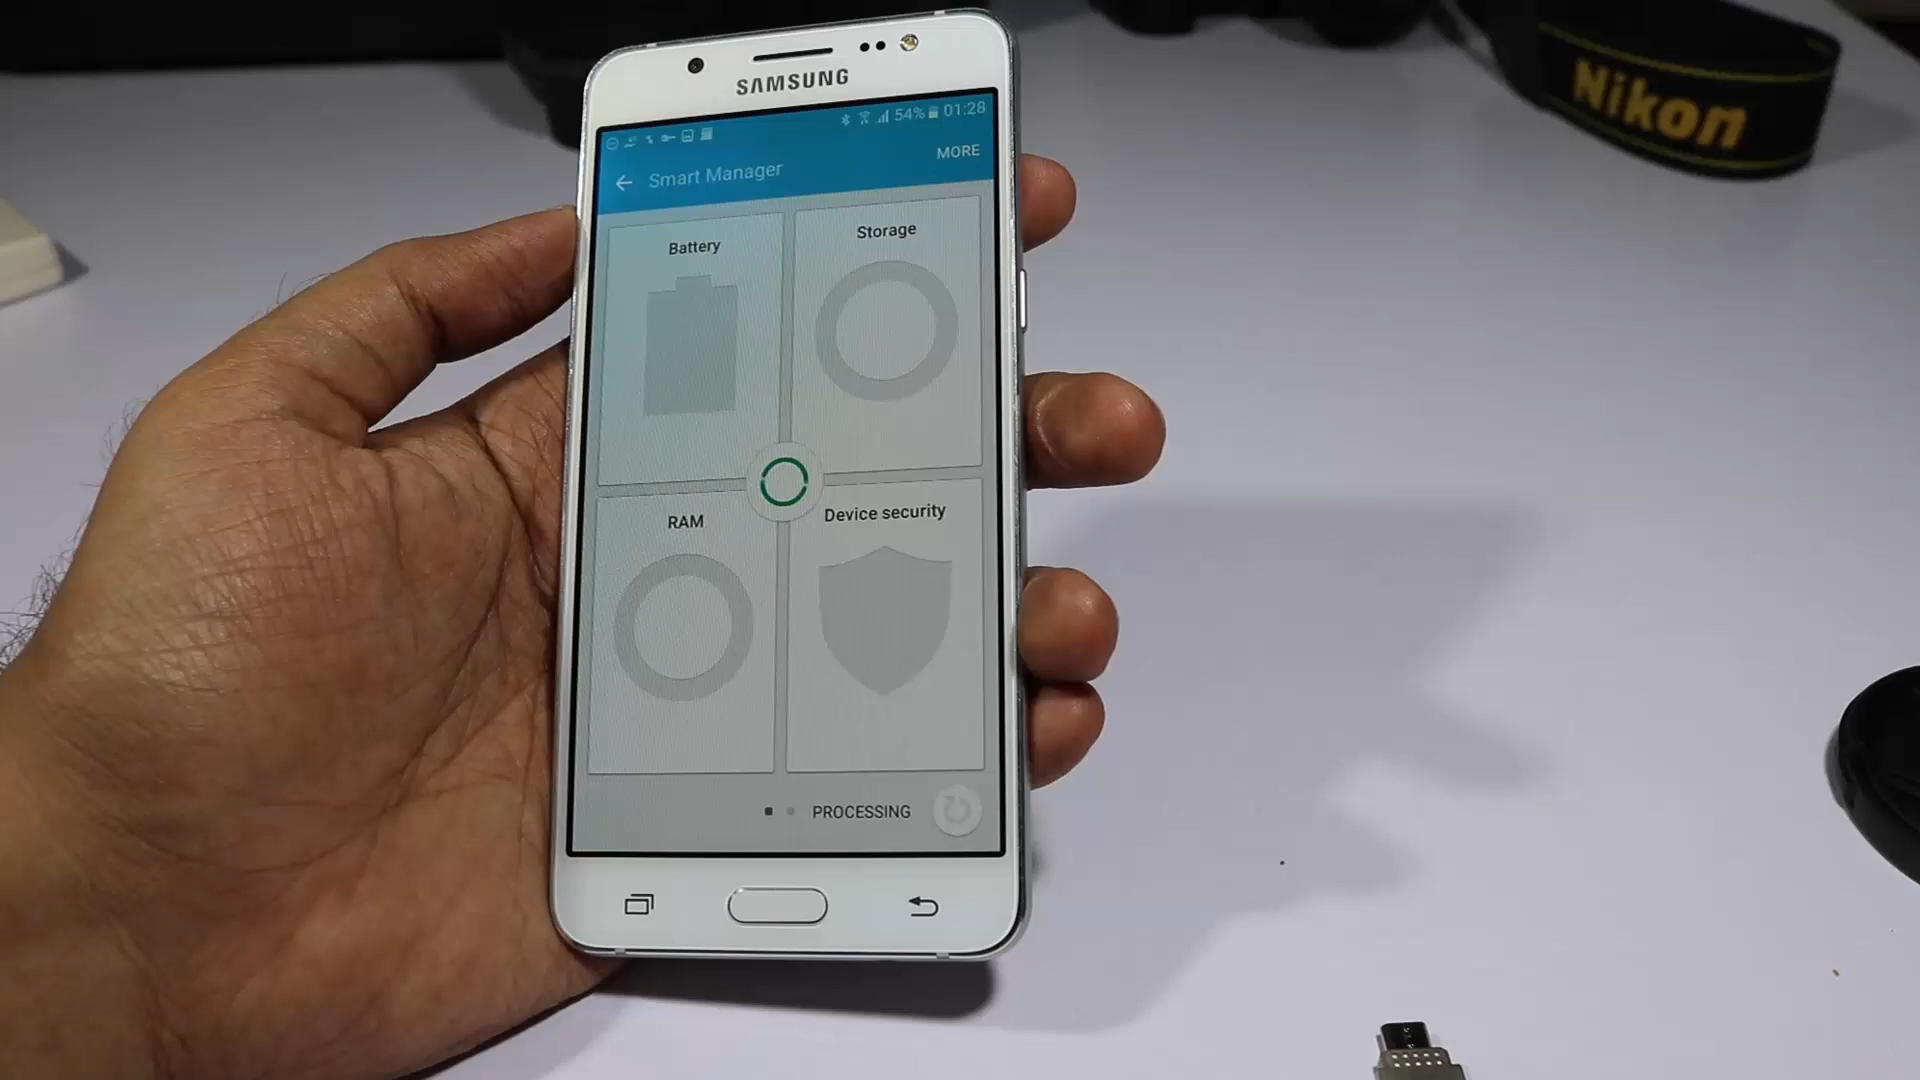 SAMSUNG
54% 01:28
Smart Manager
MORE
Battery
Storage
RAM
Device security
PROCESSING
Nikon